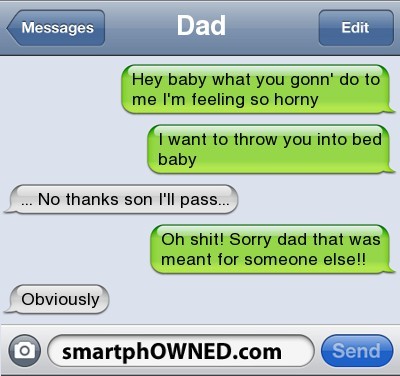 Messages
Dad
Edit
Hey baby what you gonn' do to
me I'm feeling so horny
I want to throw you into bed
baby
... No thanks son I'll pass...
Oh shit! Sorry dad that was
meant for someone else!!
Obviously
smartphOWNED.com
Send